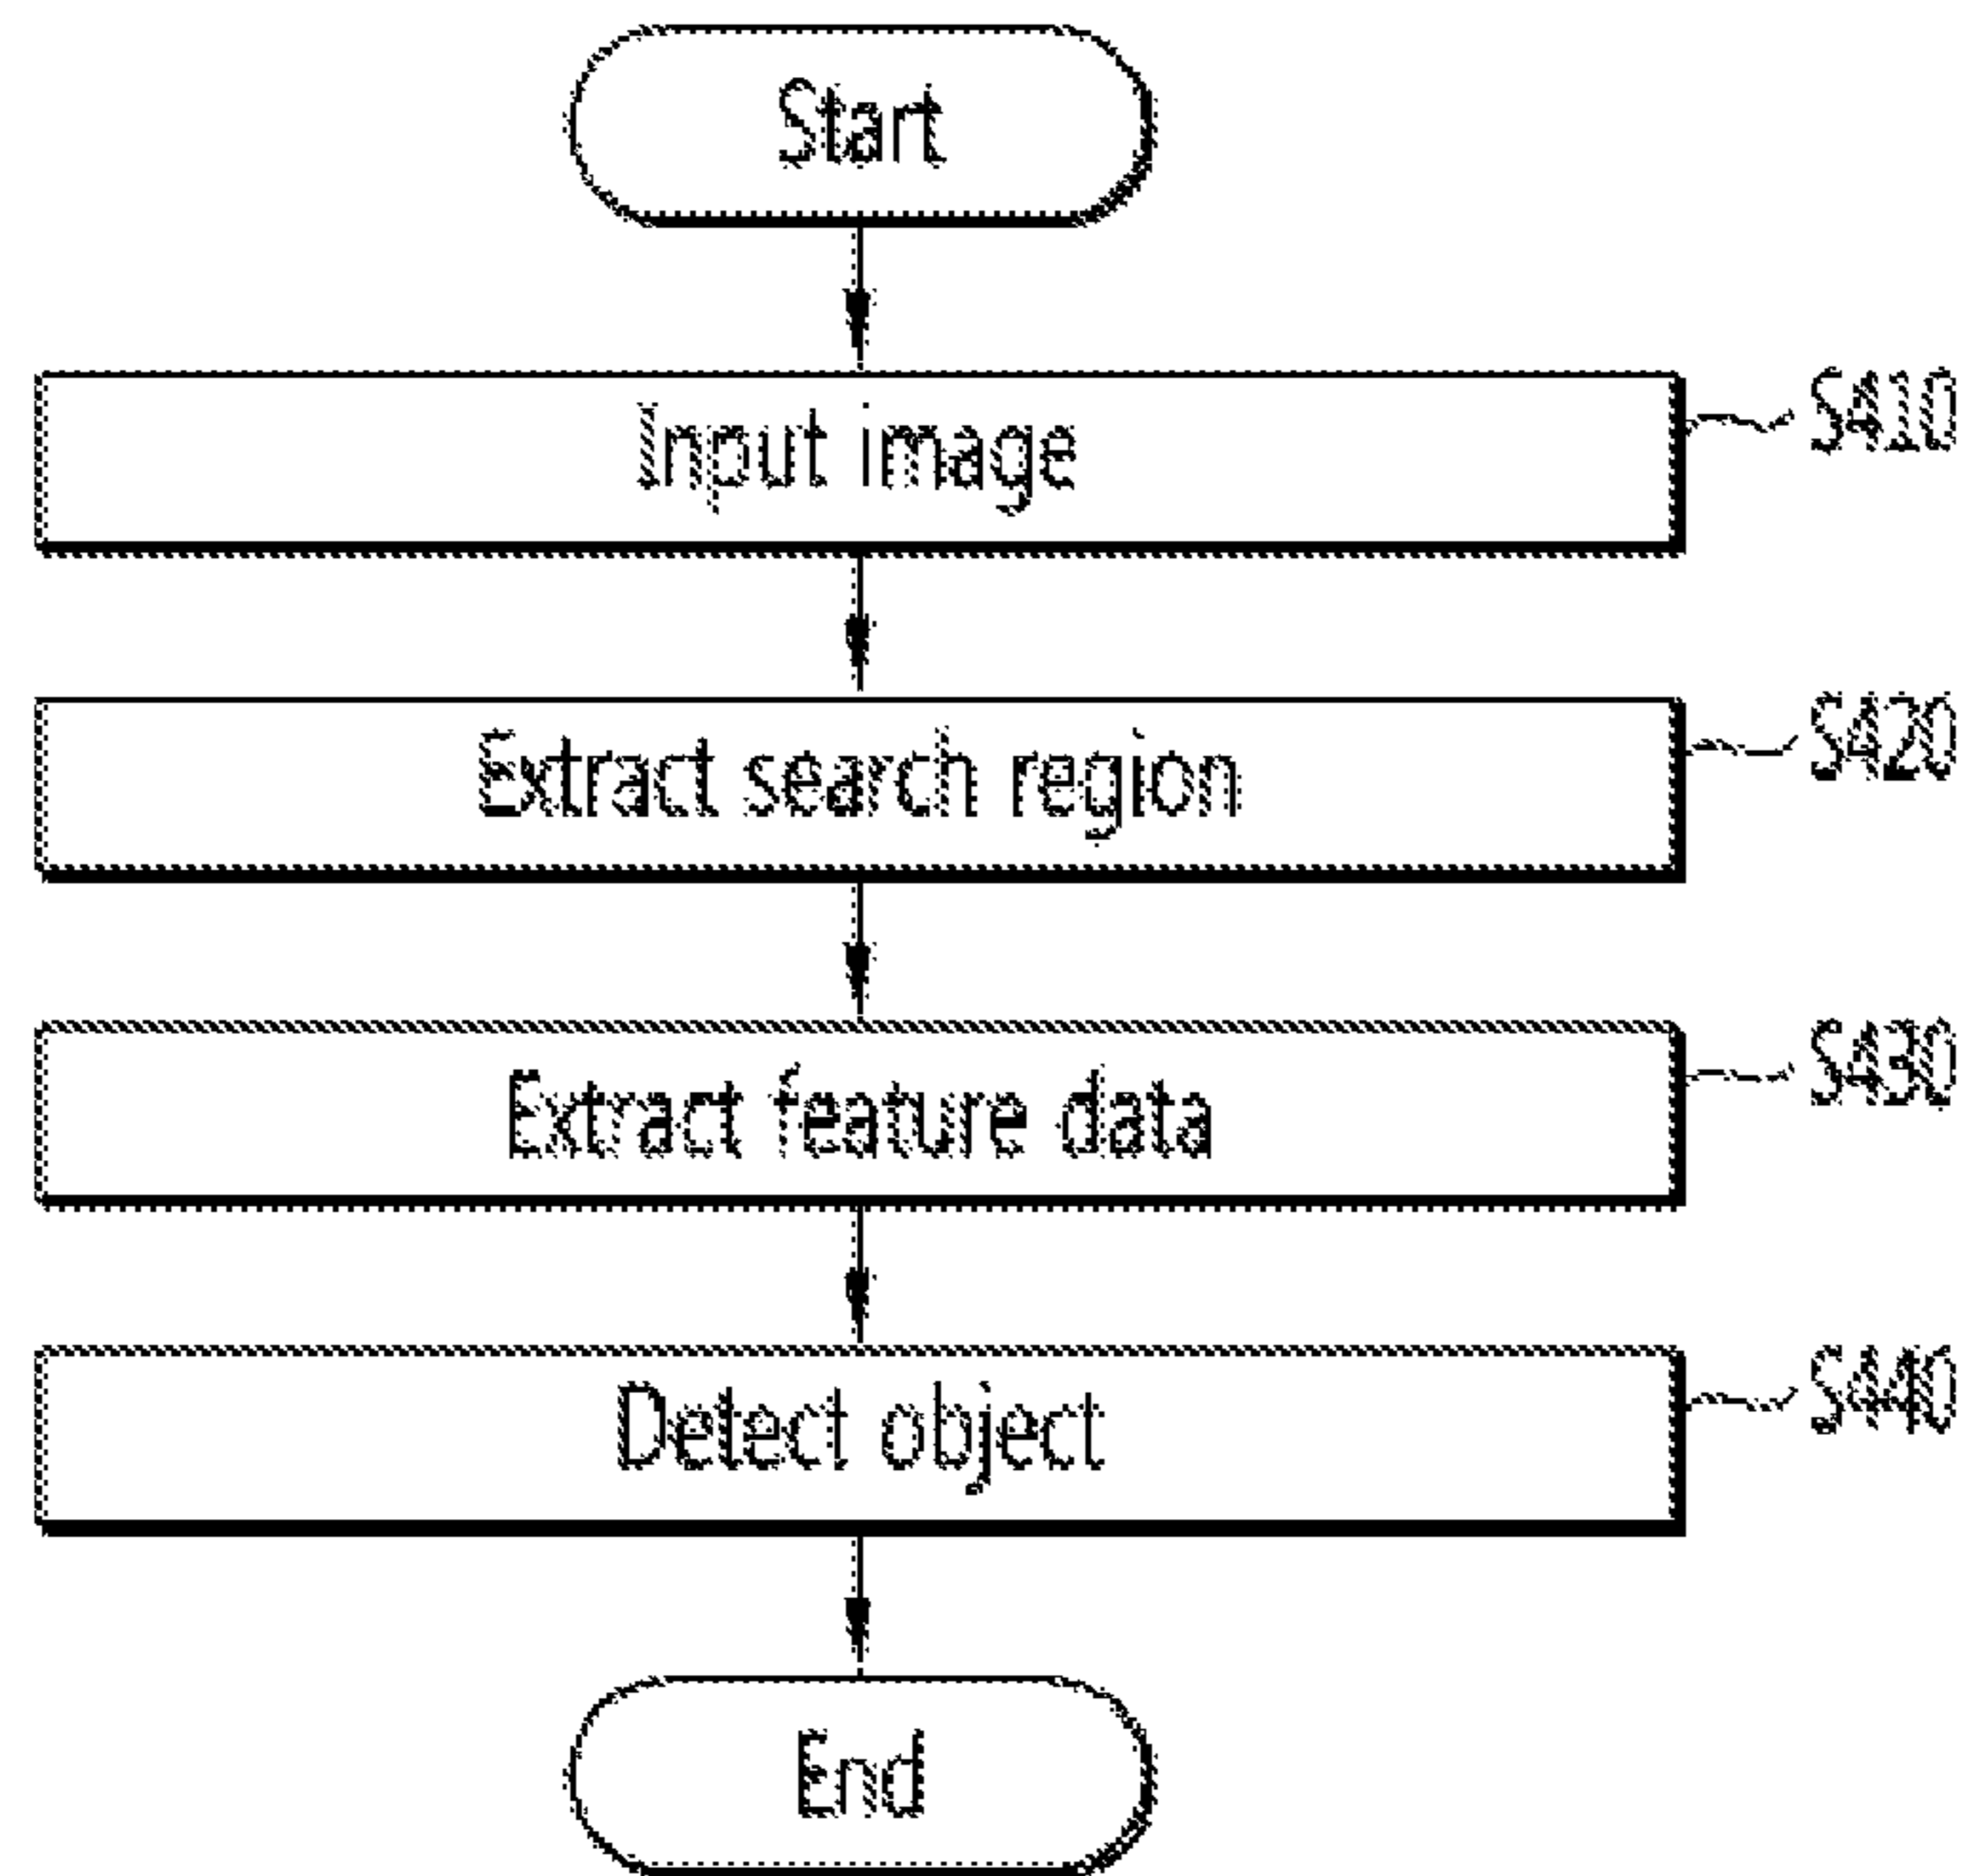 Start
Input image
S410
Extract search region
S420
Extract feature data
S430
Detect object
S440
End